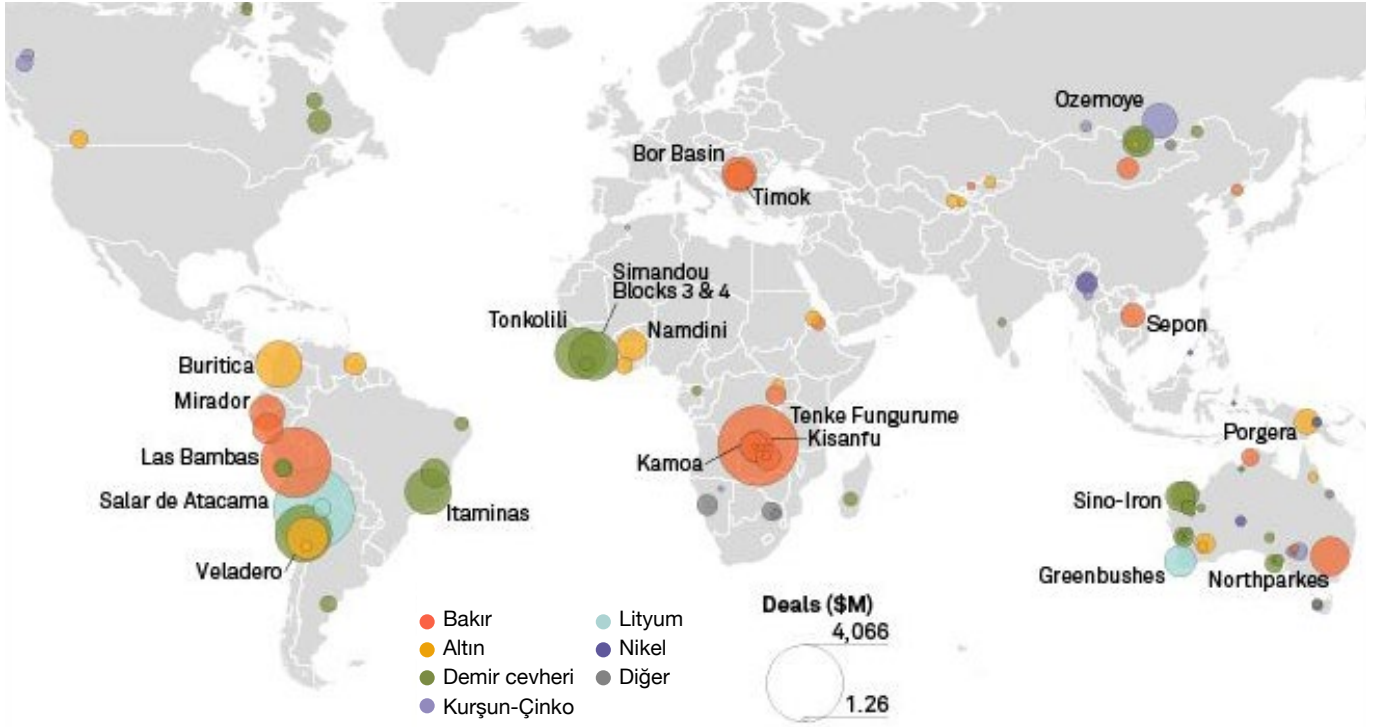 Ozernoye
Bor Basin
Timok
Simandou
Blocks 3 & 4
Tonkolili
Namdini
Sepon
Buritica
Mirador
Tenke Fungurume
Kisanfu
Porgera
Las Bambas
Kamoa
Salar de Atacama
Itaminas
Sino-Iron
Veladero
Greenbushes
Northparkes
Deals ($M)
4,066
1.26
Bakır
Altın
Demir cevheri
Kurşun-Çinko
Lityum
Nikel
Diğer